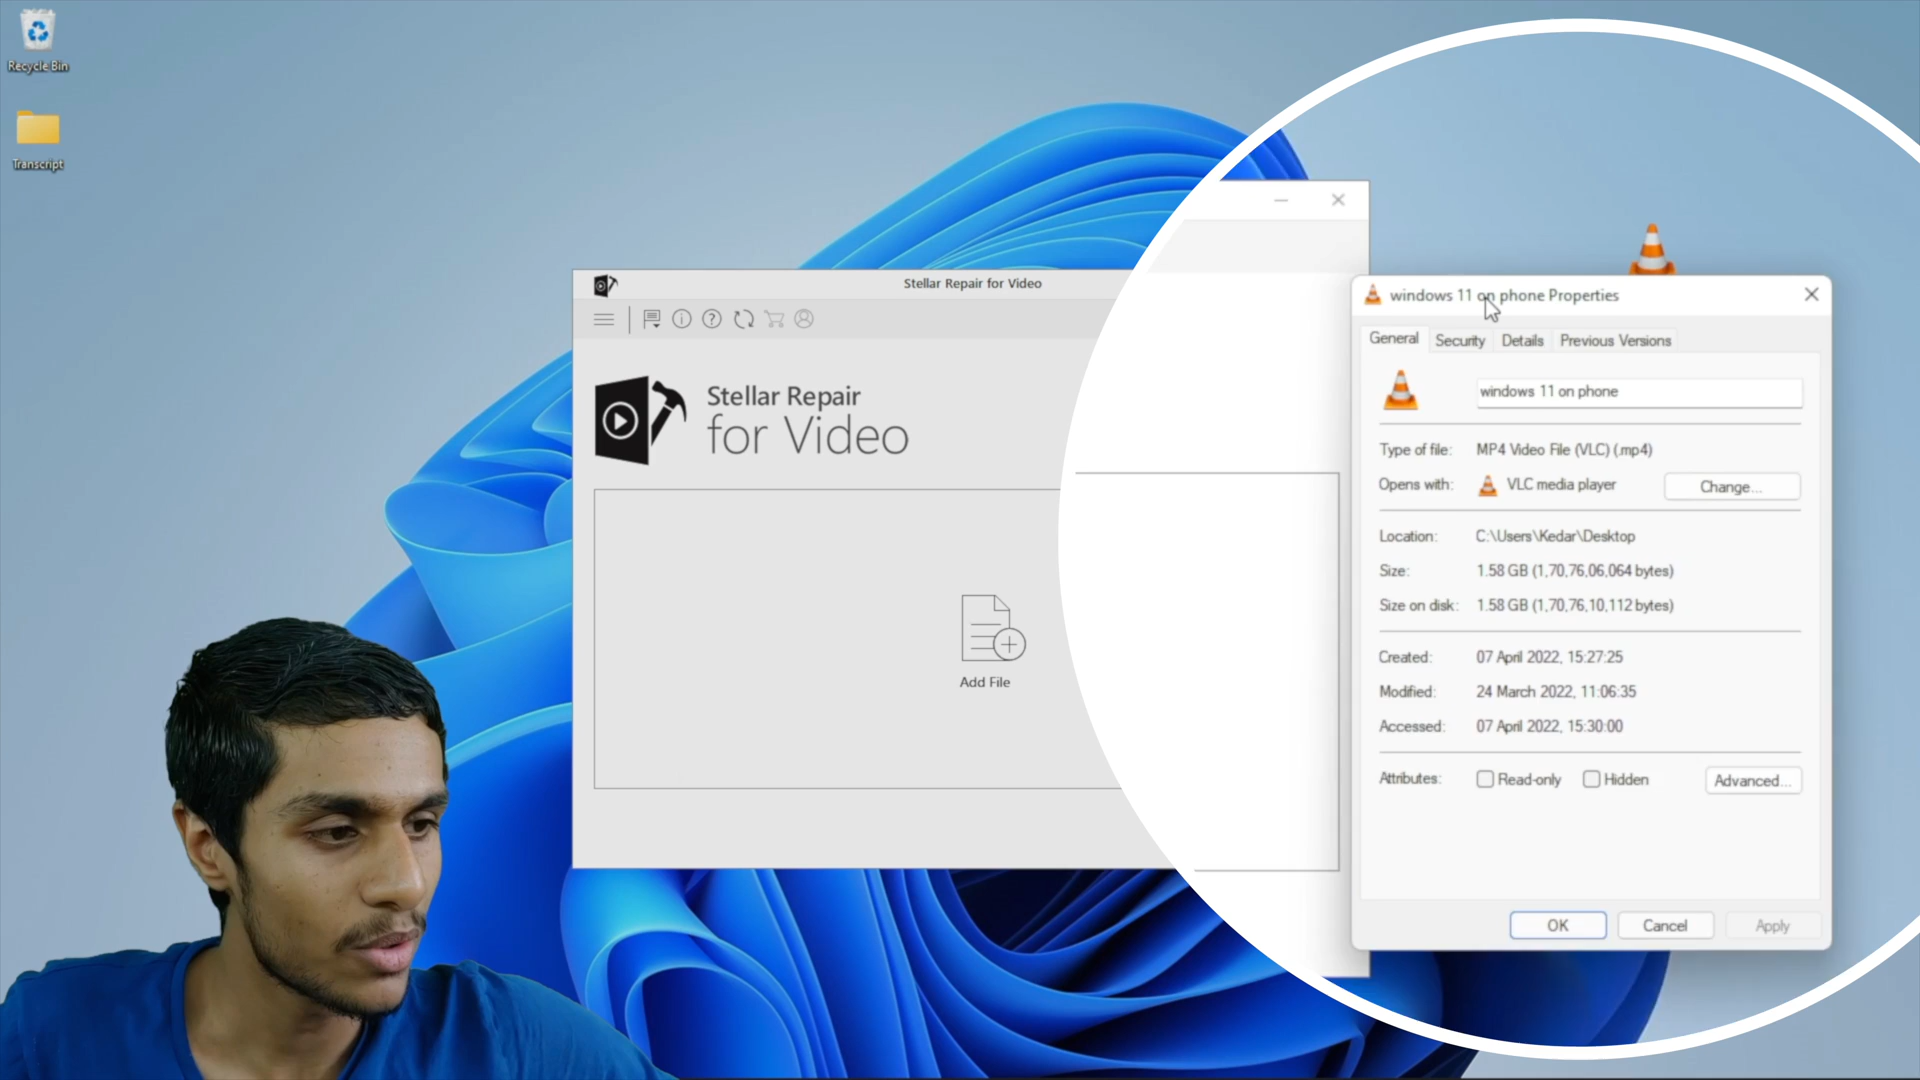 Recycle Bin
Transcript
Stellar Repair for Video
Stellar Repair
for Video
Add File
windows 11 on phone Properties
General Security Details Previous Versions
windows 11 on phone
Type of file: MP4 Video File (VLC) (.mp4)
Opens with: VLC media player Change...
Location: C:\Users\Kedar\Desktop
Size: 1.58 GB (1,70,76,06,064 bytes)
Size on disk: 1.58 GB (1,70,76,10,112 bytes)
Created: 07 April 2022, 15:27:25
Modified: 24 March 2022, 11:06:35
Accessed: 07 April 2022, 15:30:00
Attributes: Read-only Hidden Advanced...
OK Cancel Apply